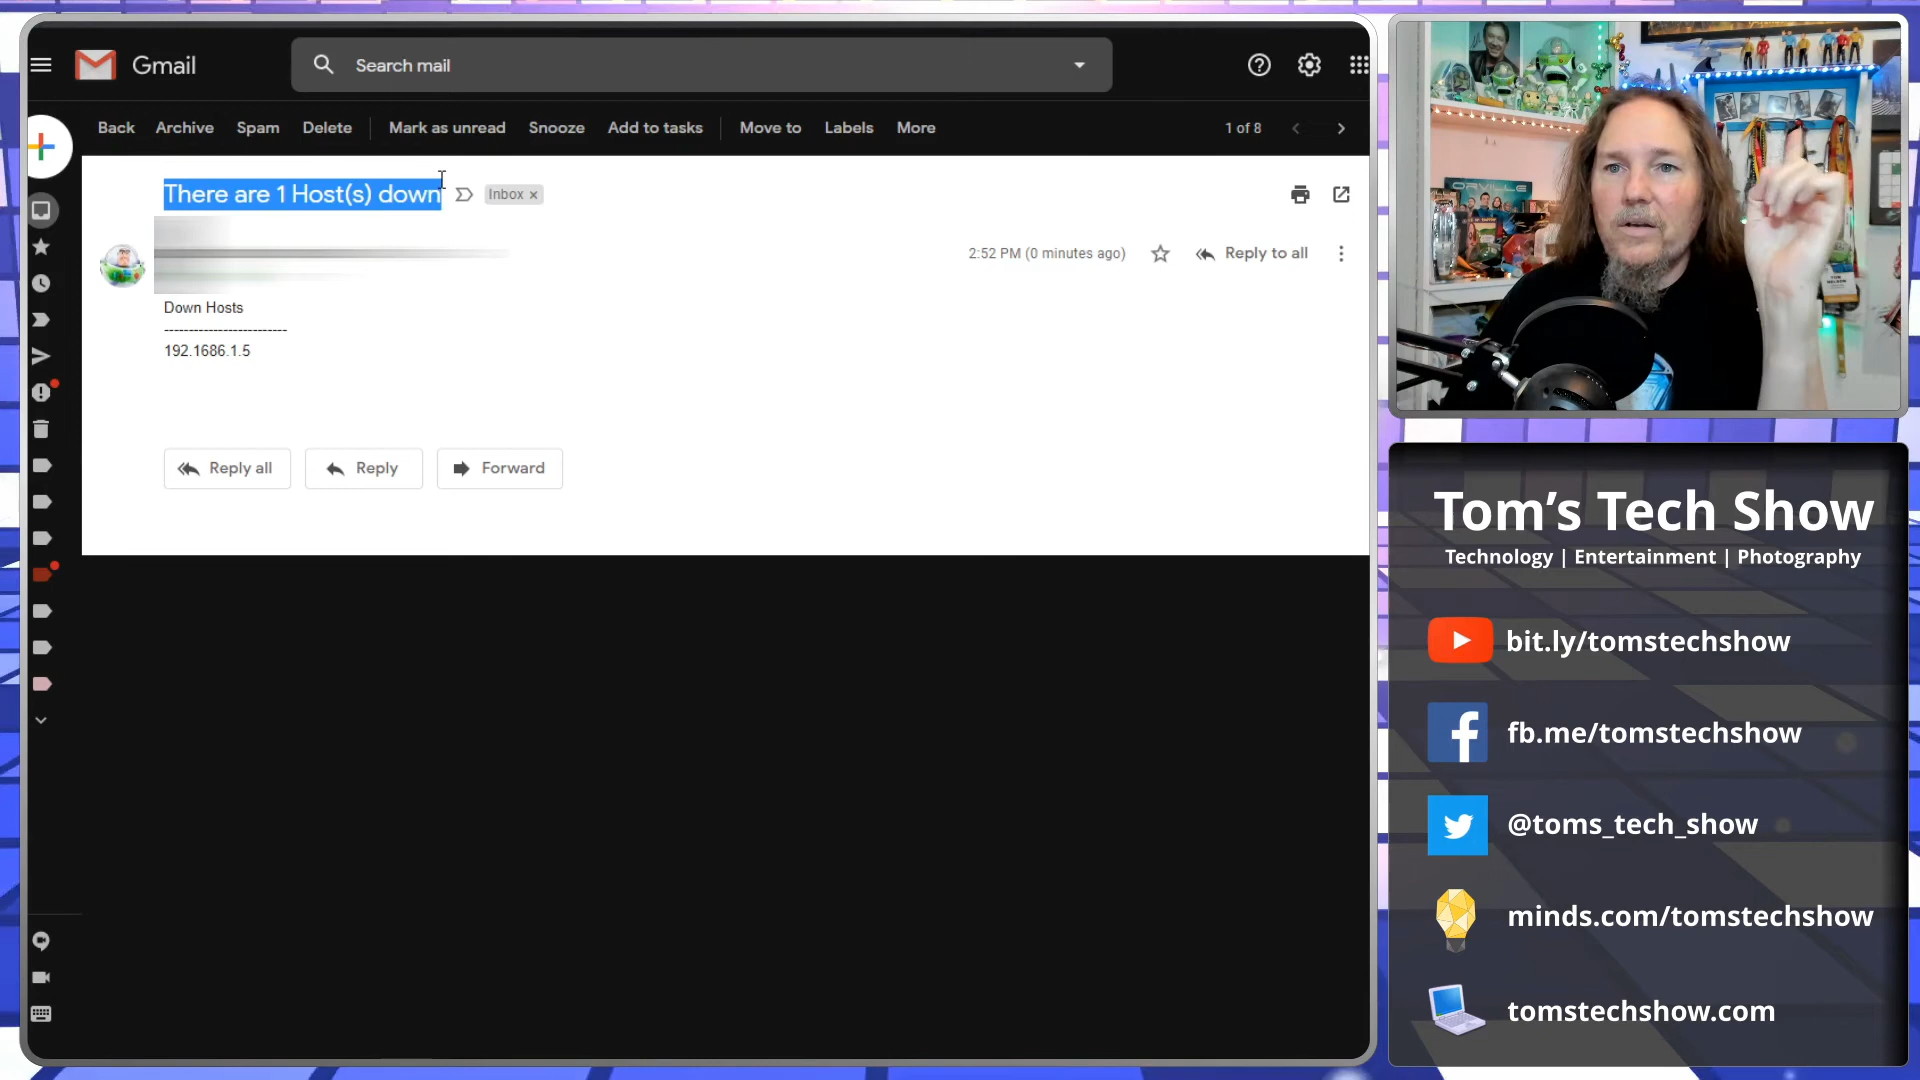 Gmail
Search mail
Back Archive Spam Delete Mark as unread Snooze Add to tasks Move to Labels More 1 of 8
There are 1 Host(s) down Inbox ×
2:52 PM (0 minutes ago) Reply to all
Down Hosts
-------------------------
192.1686.1.5
Reply all Reply Forward
ORVILLE
Tom's Tech Show
Technology | Entertainment | Photography
bit.ly/tomstechshow
fb.me/tomstechshow
@toms_tech_show
minds.com/tomstechshow
tomstechshow.com